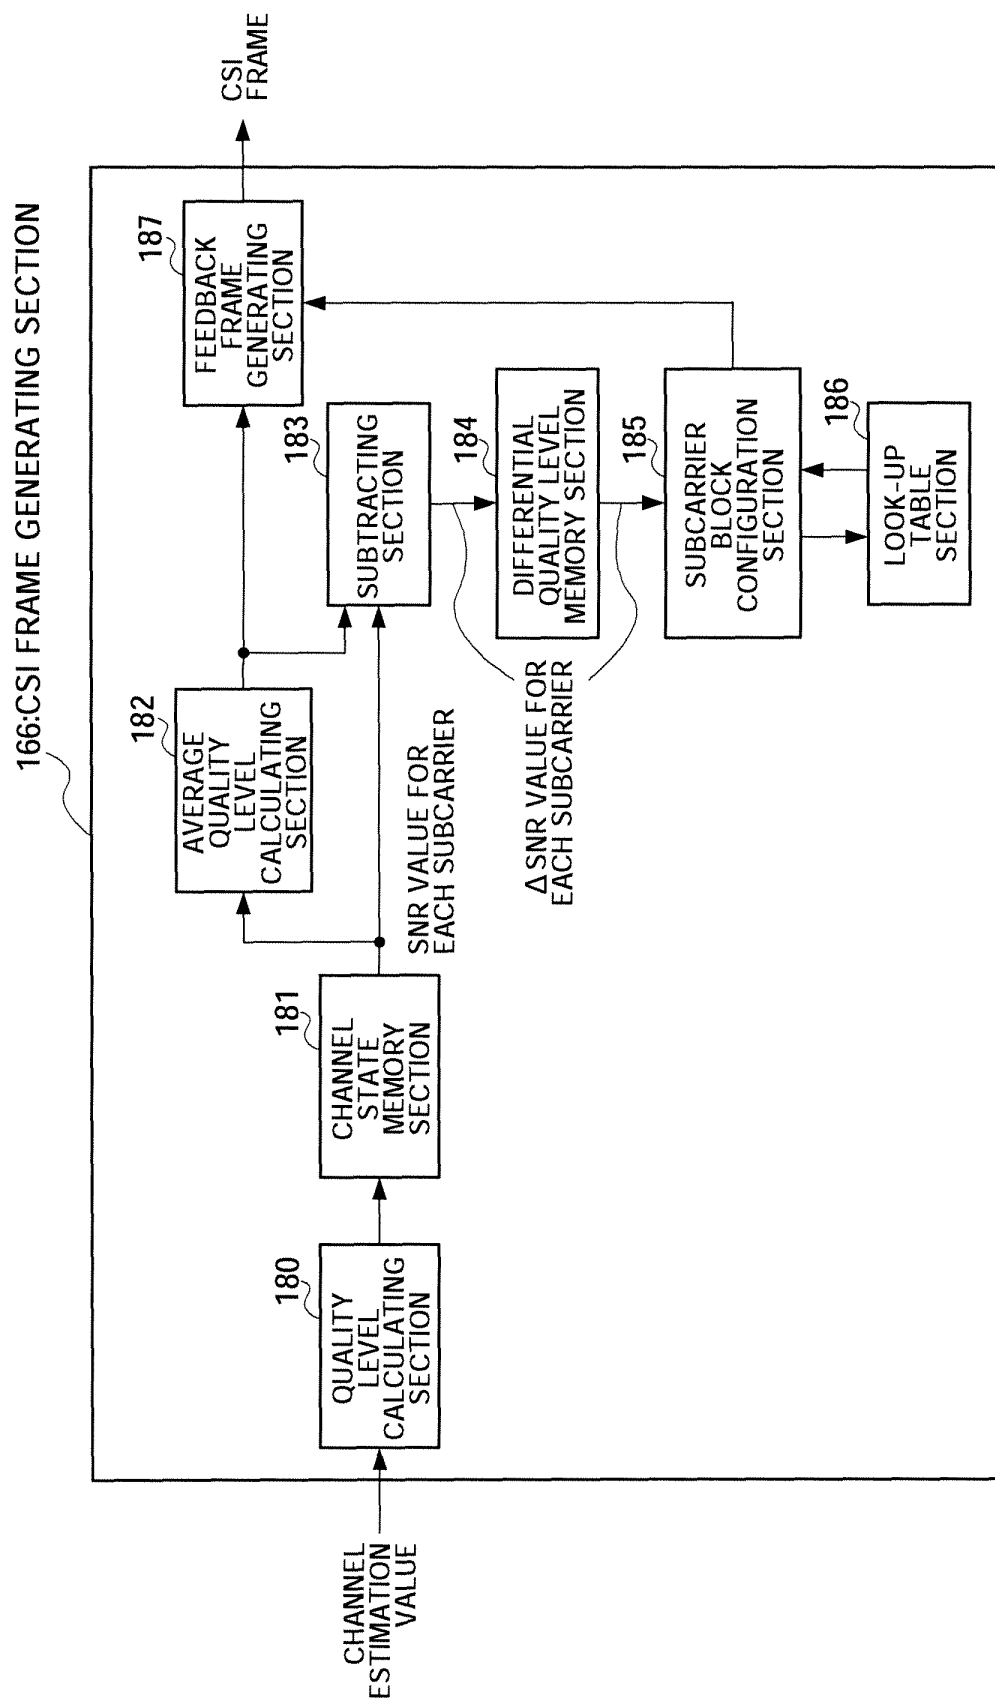 166:CSI FRAME GENERATING SECTION
CHANNEL
ESTIMATION
VALUE
180
QUALITY
LEVEL
CALCULATING
SECTION
181
CHANNEL
STATE
MEMORY
SECTION
182
AVERAGE
QUALITY
LEVEL
CALCULATING
SECTION
SNR VALUE FOR
EACH SUBCARRIER
183
SUBTRACTING
SECTION
ΔSNR VALUE FOR
EACH SUBCARRIER
184
DIFFERENTIAL
QUALITY LEVEL
MEMORY SECTION
185
SUBCARRIER
BLOCK
CONFIGURATION
SECTION
186
LOOK-UP
TABLE
SECTION
187
FEEDBACK
FRAME
GENERATING
SECTION
CSI
FRAME